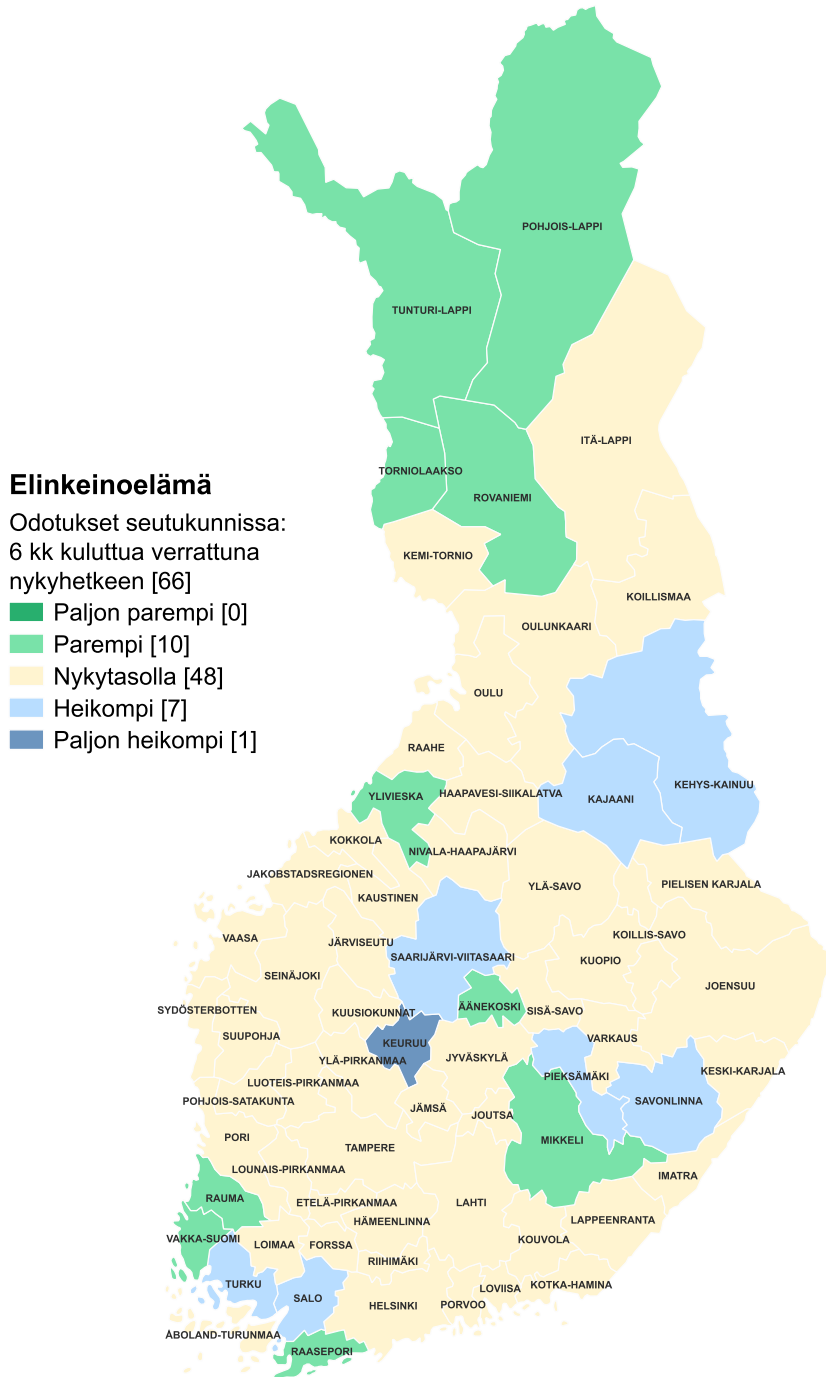 POHJOIS-LAPPI
TUNTURI-LAPPI
ITÄ-LAPPI
TORNIOLAAKSO
ROVANIEMI
Elinkeinoelämä
Odotukset seutukunnissa:
6 kk kuluttua verrattuna
nykyhetkeen [66]
Paljon parempi [0]
Parempi [10]
Nykytasolla [48]
Heikompi [7]
Paljon heikompi [1]
KEMI-TORNIO
KOILLISMAA
OULUNKAARI
OULU
RAAHE
KEHYS-KAINUU
HAAPAVESI-SIIKALATVA
YLIVIESKA
KAJAANI
KOKKOLA
NIVALA-HAAPAJÄRVI
JAKOBSTADSREGIONEN
YLÄ-SAVO
PIELISEN KARJALA
KAUSTINEN
KOILLIS-SAVO
VAASA
JÄRVISEUTU
SAARIJÄRVI-VIITASAARI
KUOPIO
SEINÄJOKI
JOENSUU
ÄÄNEKOSKI
SYDÖSTERBOTTEN
KUUSIOKUNNAT
SISÄ-SAVO
SUUPOHJA
VARKAUS
KEURUU
YLÄ-PIRKANMAA
JYVÄSKYLÄ
KESKI-KARJALA
PIEKSÄMÄKI
LUOTEIS-PIRKANMAA
POHJOIS-SATAKUNTA
SAVONLINNA
JÄMSÄ
JOUTSA
PORI
MIKKELI
TAMPERE
LOUNAIS-PIRKANMAA
IMATRA
RAUMA
ETELÄ-PIRKANMAA
LAHTI
HÄMEENLINNA
LAPPEENRANTA
VAKKA-SUOMI
LOIMAA
FORSSA
KOUVOLA
RIIHIMÄKI
TURKU
LOVIISA
KOTKA-HAMINA
SALO
HELSINKI
PORVOO
ÅBOLAND-TURUNMAA
RAASEPORI